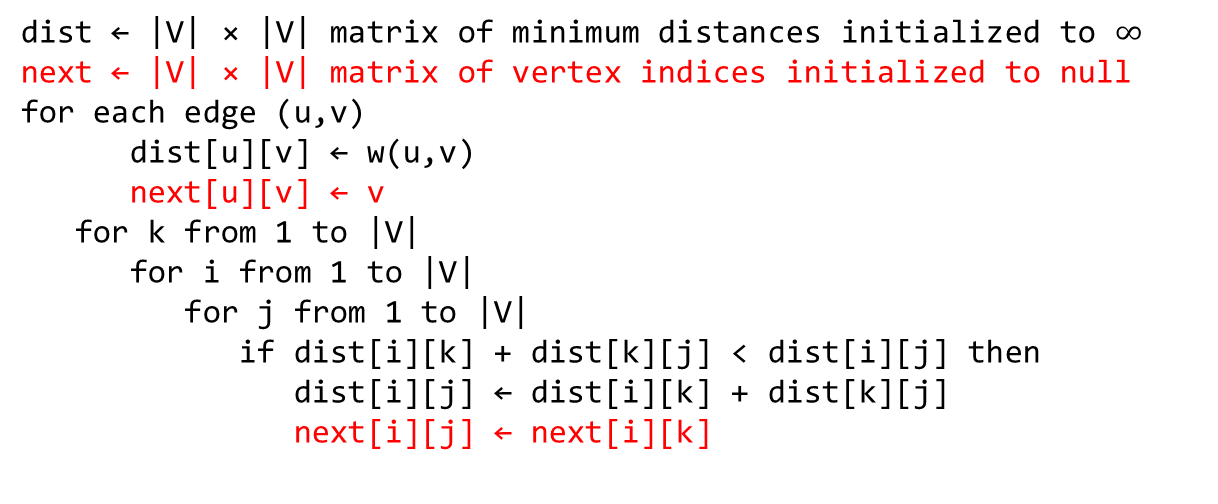 dist ← |V| × |V| matrix of minimum distances initialized to ∞
next ← |V| × |V| matrix of vertex indices initialized to null
for each edge (u,v)
      dist[u][v] ← w(u,v)
      next[u][v] ← v
   for k from 1 to |V|
      for i from 1 to |V|
         for j from 1 to |V|
            if dist[i][k] + dist[k][j] < dist[i][j] then
               dist[i][j] ← dist[i][k] + dist[k][j]
               next[i][j] ← next[i][k]